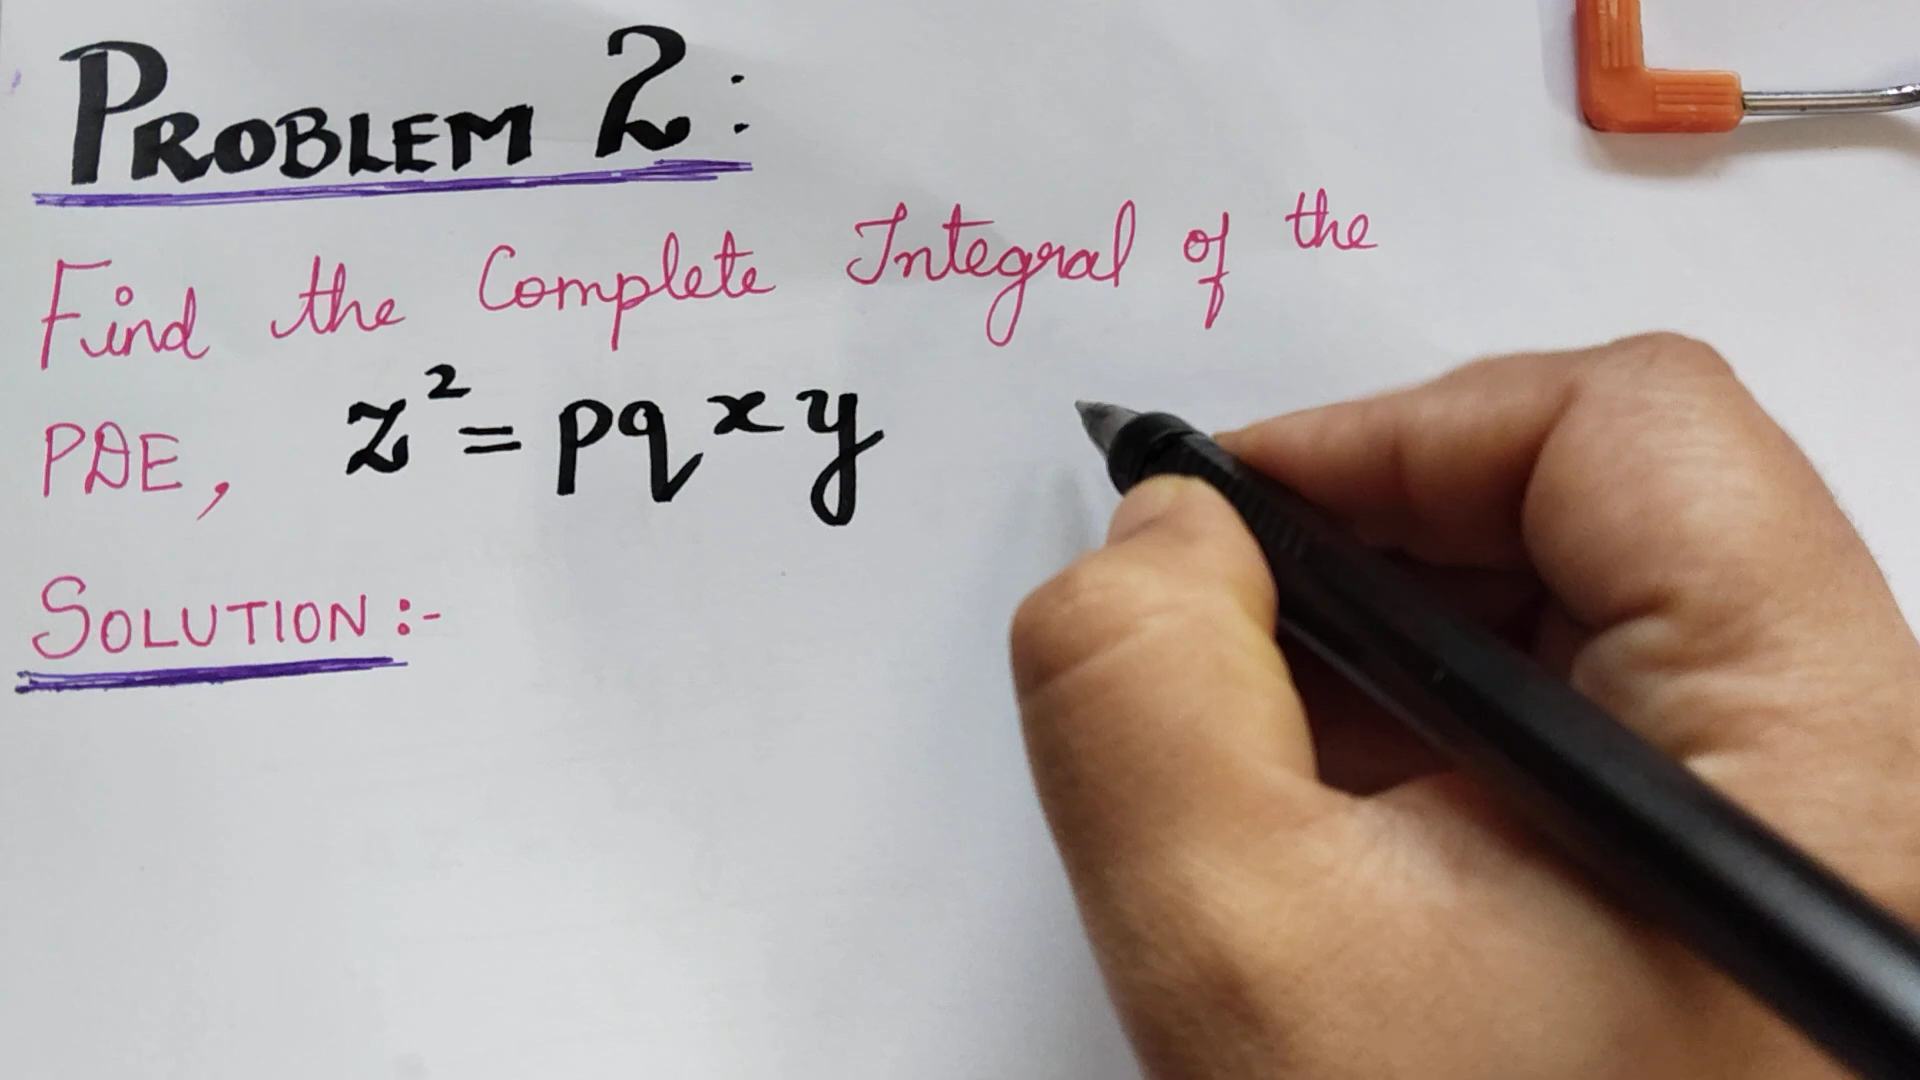 PROBLEM 2:
Find the Complete Integral of the
PDE, z² = pqxy
SOLUTION :-